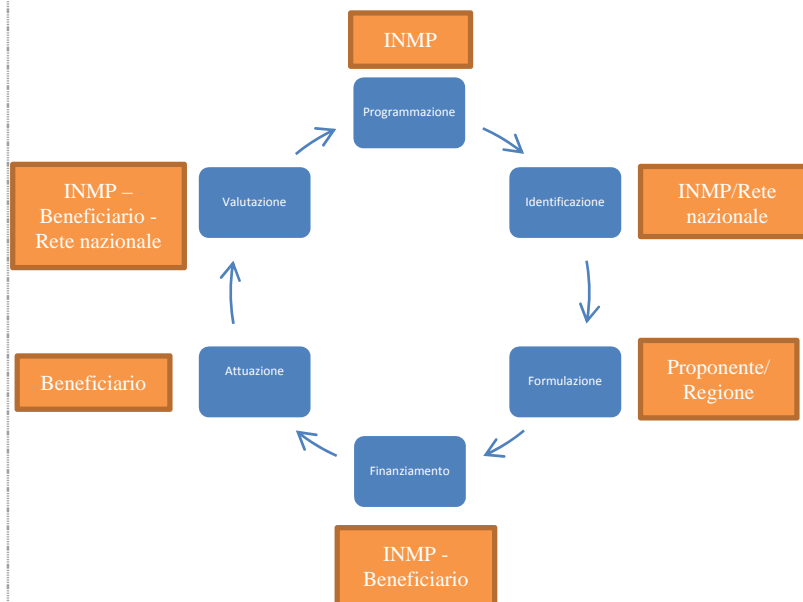 INMP
Programmazione
INMP –
Beneficiario -
Rete nazionale
Valutazione
Identificazione
INMP/Rete
nazionale
Beneficiario
Attuazione
Formulazione
Proponente/
Regione
Finanziamento
INMP -
Beneficiario